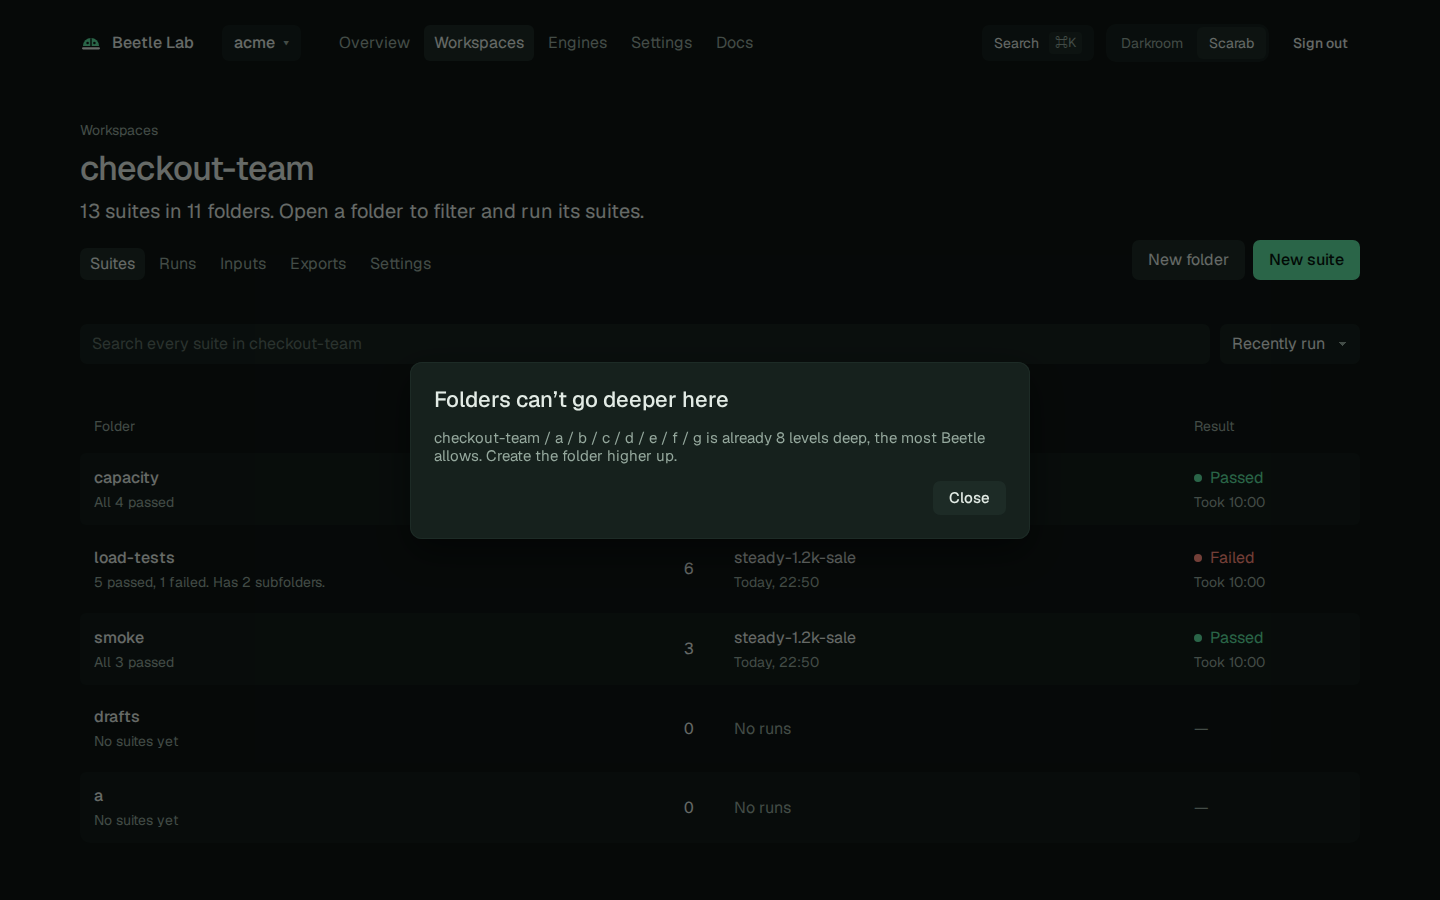 Beetle Lab acme Overview Workspaces Engines Settings Docs Search ⌘K Darkroom Scarab Sign out
Workspaces
checkout-team
13 suites in 11 folders. Open a folder to filter and run its suites.
Suites Runs Inputs Exports Settings New folder New suite
Search every suite in checkout-team Recently run
Folder Result
Folders can’t go deeper here
checkout-team / a / b / c / d / e / f / g is already 8 levels deep, the most Beetle
allows. Create the folder higher up.
Close
capacity Passed
All 4 passed Took 10:00
load-tests 6 steady-1.2k-sale Failed
5 passed, 1 failed. Has 2 subfolders. Today, 22:50 Took 10:00
smoke 3 steady-1.2k-sale Passed
All 3 passed Today, 22:50 Took 10:00
drafts 0 No runs —
No suites yet
a 0 No runs —
No suites yet